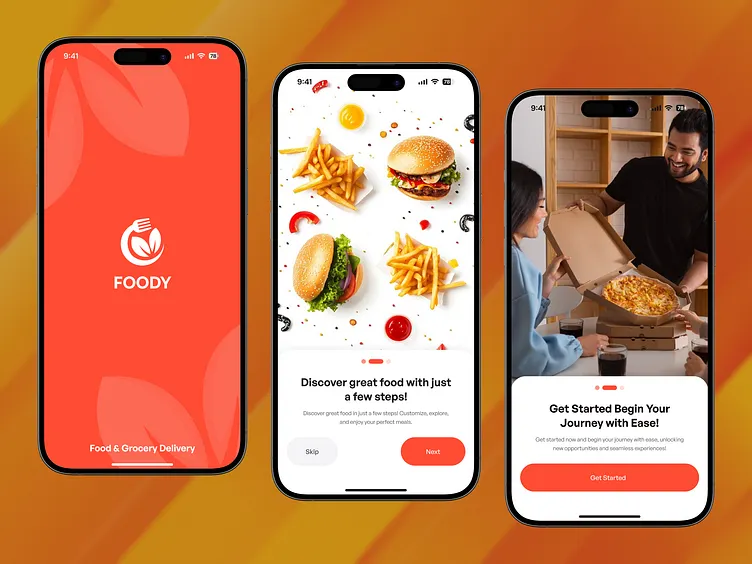 9:41
78
FOODY
Food & Grocery Delivery
9:41
70
Discover great food with just
a few steps!
Discover great food in just a few steps! Customize, explore,
and enjoy your perfect meals.
Skip
Next
9:41
Get Started Begin Your
Journey with Ease!
Get started now and begin your journey with ease, unlocking
new opportunities and seamless experiences!
Get Started